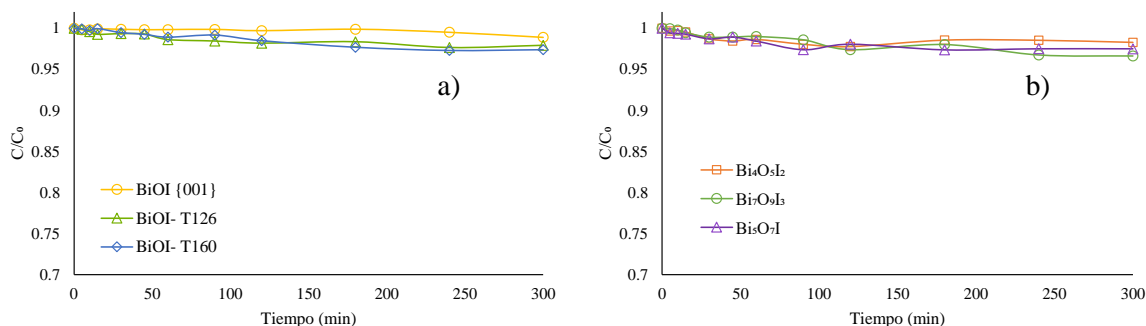 1
0.95
0.9
0.85
0.8
0.75
0.7
C/C₀
a)
BiOI {001}
BiOI- T126
BiOI- T160
0 50 100 150 200 250 300
Tiempo (min)
1
0.95
0.9
0.85
0.8
0.75
0.7
C/C₀
b)
Bi₄O₅I₂
Bi₇O₉I₃
Bi₅O₇I
0 50 100 150 200 250 300
Tiempo (min)